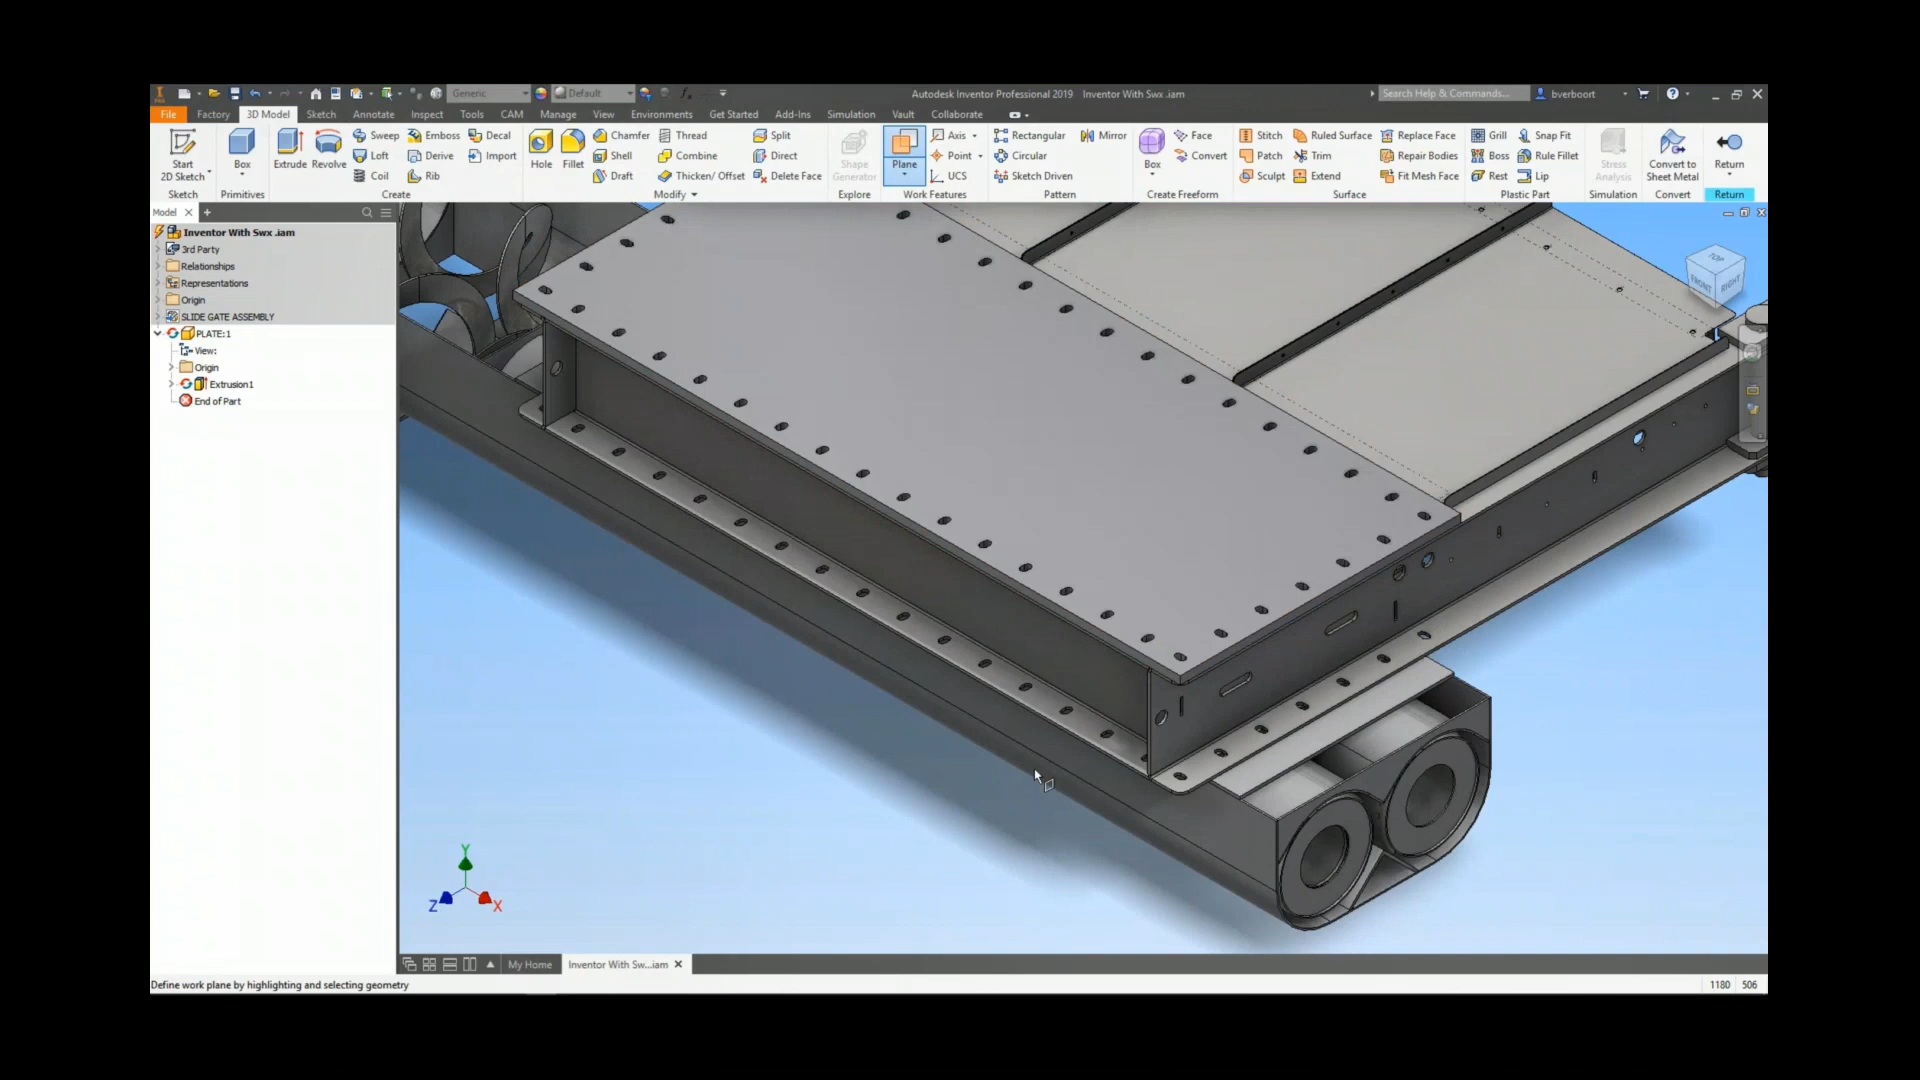 Generic
Default
Autodesk Inventor Professional 2019 Inventor With Swx .iam
Search Help & Commands...
bverboort
File Factory 3D Model Sketch Annotate Inspect Tools CAM Manage View Environments Get Started Add-Ins Vault Simulation Collaborate
Start
2D Sketch
Box
Extrude
Revolve
Sweep
Emboss
Decal
Loft
Derive
Import
Coil
Rib
Hole
Fillet
Chamfer
Thread
Split
Shell
Combine
Direct
Draft
Thicken/ Offset
Delete Face
Shape
Generator
Plane
Axis
Point
UCS
Rectangular
Mirror
Circular
Sketch Driven
Box
Face
Convert
Stitch
Ruled Surface
Replace Face
Patch
Trim
Repair Bodies
Sculpt
Extend
Fit Mesh Face
Grill
Snap Fit
Boss
Rule Fillet
Rest
Lip
Stress
Analysis
Convert to
Sheet Metal
Return
Sketch Primitives Create Modify Explore Work Features Pattern Create Freeform Surface Plastic Part Simulation Convert Return
Model
Inventor With Swx .iam
3rd Party
Relationships
Representations
Origin
SLIDE GATE ASSEMBLY
PLATE:1
View:
Origin
Extrusion1
End of Part
TOP
FRONT
RIGHT
Y
Z
X
My Home
Inventor With Sw...iam
Define work plane by highlighting and selecting geometry
1180 506